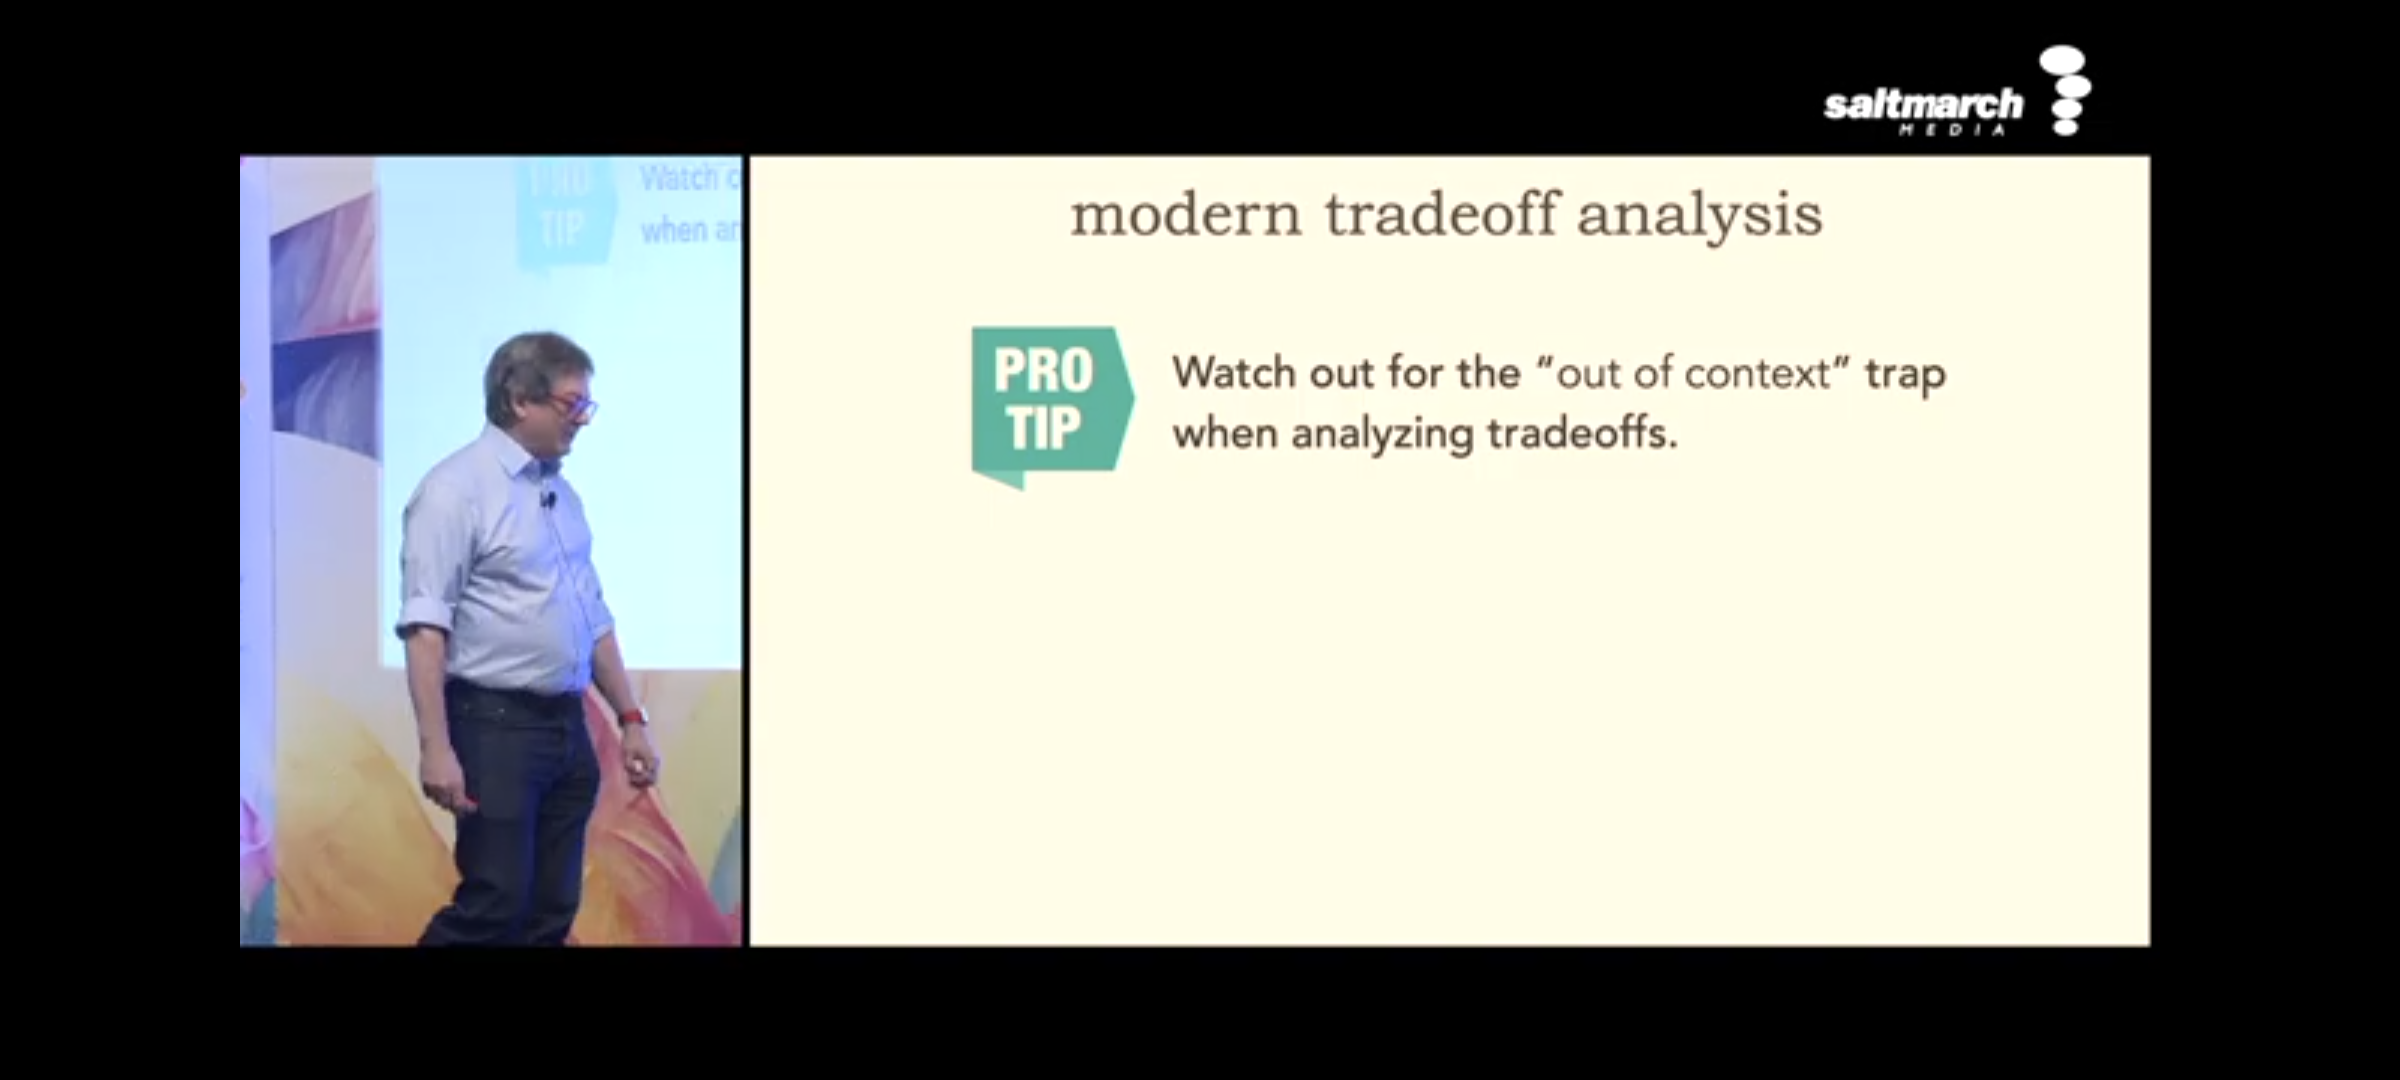 saltmarch
MEDIA
PRO
TIP
Watch
when
modern tradeoff analysis
PRO
TIP
Watch out for the “out of context” trap
when analyzing tradeoffs.